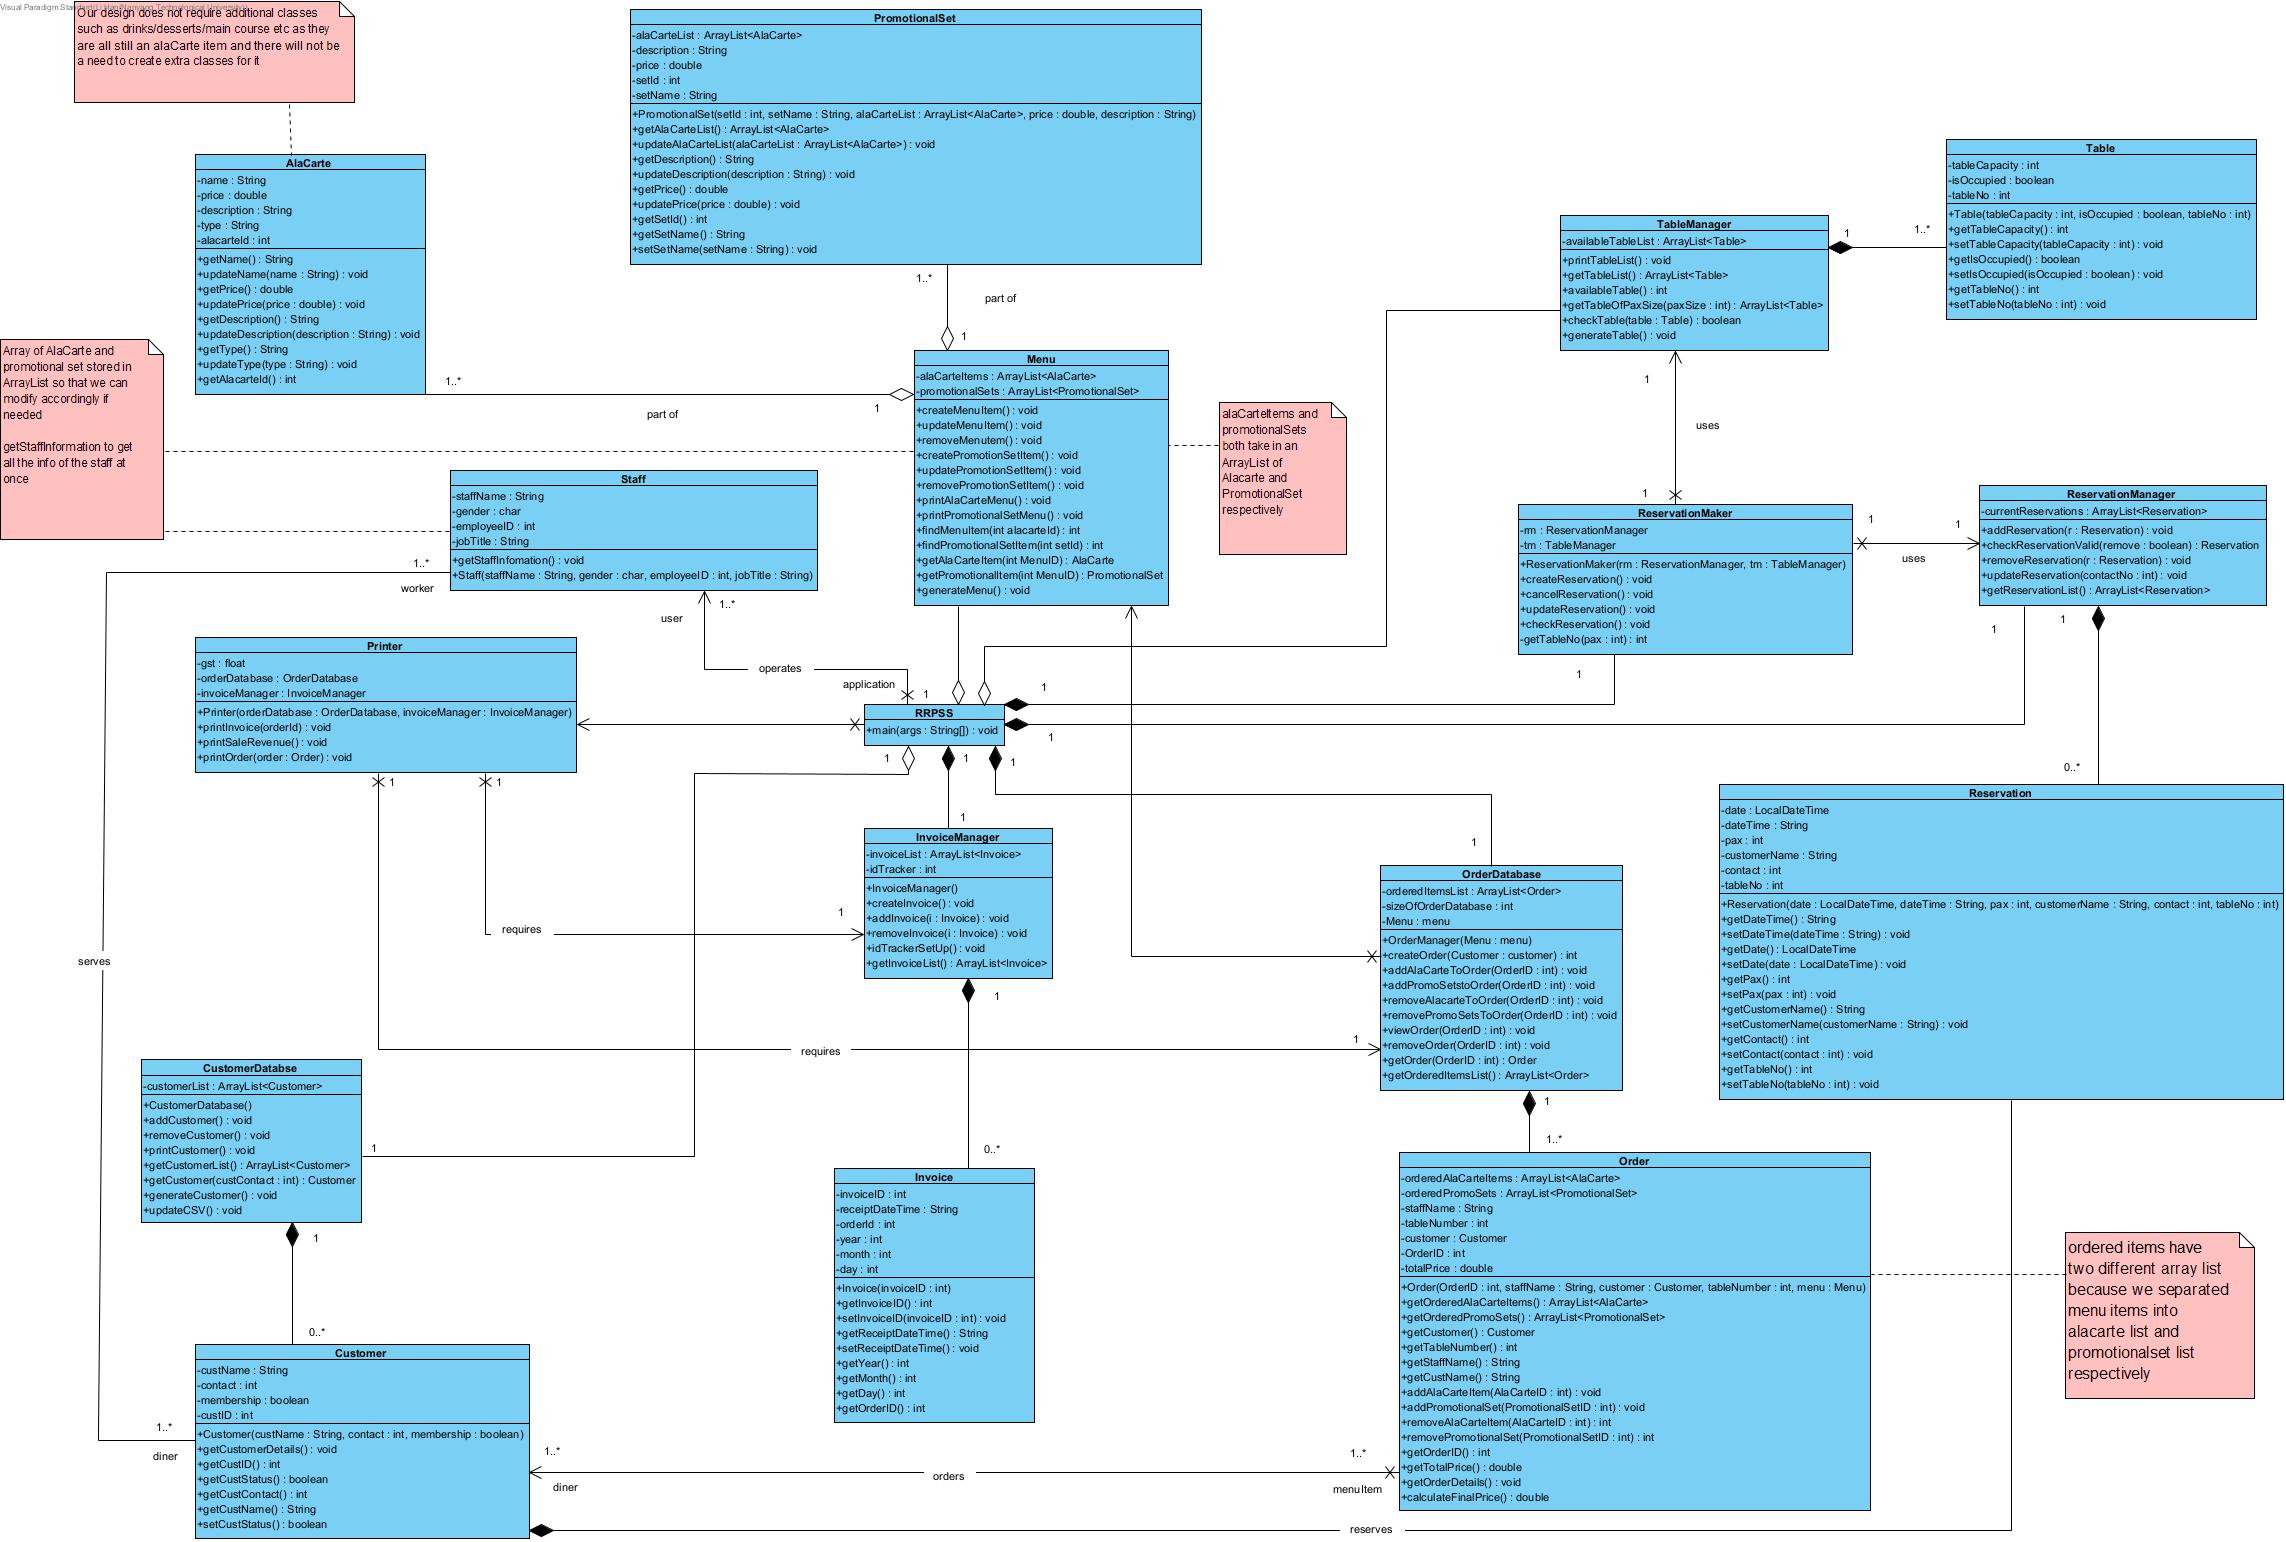 Visual Paradigm Standard
Our design does not require additional classes
such as drinks/desserts/main course etc as they
are all still an alaCarte item and there will not be
a need to create extra classes for it
PromotionalSet
-alaCarteList : ArrayList<AlaCarte>
-description : String
-price : double
-setId : int
-setName : String
+PromotionalSet(setId : int, setName : String, alaCarteList : ArrayList<AlaCarte>, price : double, description : String)
+getAlaCarteList() : ArrayList<AlaCarte>
+updateAlaCarteList(alaCarteList : ArrayList<AlaCarte>) : void
+getDescription() : String
+updateDescription(description : String) : void
+getPrice() : double
+updatePrice(price : double) : void
+getSetId() : int
+getSetName() : String
+setSetName(setName : String) : void
1..*
part of
1
AlaCarte
-name : String
-price : double
-description : String
-type : String
-alacarteId : int
+getName() : String
+updateName(name : String) : void
+getPrice() : double
+updatePrice(price : double) : void
+getDescription() : String
+updateDescription(description : String) : void
+getType() : String
+updateType(type : String) : void
+getAlacarteId() : int
1..*
part of
1
Table
-tableCapacity : int
-isOccupied : boolean
-tableNo : int
+Table(tableCapacity : int, isOccupied : boolean, tableNo : int)
+getTableCapacity() : int
+setTableCapacity(tableCapacity : int) : void
+getIsOccupied() : boolean
+setIsOccupied(isOccupied : boolean) : void
+getTableNo() : int
+setTableNo(tableNo : int) : void
TableManager
-availableTableList : ArrayList<Table>
+printTableList() : void
+getTableList() : ArrayList<Table>
+availableTable() : int
+getTableOfPaxSize(paxSize : int) : ArrayList<Table>
+checkTable(table : Table) : boolean
+generateTable() : void
1
1..*
1
uses
1
Array of AlaCarte and
promotional set stored in
ArrayList so that we can
modify accordingly if
needed
getStaffInformation to get
all the info of the staff at
once
Menu
-alaCarteItems : ArrayList<AlaCarte>
-promotionalSets : ArrayList<PromotionalSet>
+createMenuItem() : void
+updateMenuItem() : void
+removeMenutem() : void
+createPromotionSetItem() : void
+updatePromotionSetItem() : void
+removePromotionSetItem() : void
+printAlaCarteMenu() : void
+printPromotionalSetMenu() : void
+findMenuItem(int alacarteId) : int
+findPromotionalSetItem(int setId) : int
+getAlaCarteItem(int MenuID) : AlaCarte
+getPromotionalItem(int MenuID) : PromotionalSet
+generateMenu() : void
alaCarteItems and
promotionalSets
both take in an
ArrayList of
Alacarte and
PromotionalSet
respectively
Staff
-staffName : String
-gender : char
-employeeID : int
-jobTitle : String
+getStaffInfomation() : void
+Staff(staffName : String, gender : char, employeeID : int, jobTitle : String)
1..*
worker
1..*
user
operates
application
1
ReservationMaker
-rm : ReservationManager
-tm : TableManager
+ReservationMaker(rm : ReservationManager, tm : TableManager)
+createReservation() : void
+cancelReservation() : void
+updateReservation() : void
+checkReservation() : void
-getTableNo(pax : int) : int
1
1
uses
1
ReservationManager
-currentReservations : ArrayList<Reservation>
+addReservation(r : Reservation) : void
+checkReservationValid(remove : boolean) : Reservation
+removeReservation(r : Reservation) : void
+updateReservation(contactNo : int) : void
+getReservationList() : ArrayList<Reservation>
1
1
0..*
Printer
-gst : float
-orderDatabase : OrderDatabase
-invoiceManager : InvoiceManager
+Printer(orderDatabase : OrderDatabase, invoiceManager : InvoiceManager)
+printInvoice(orderId) : void
+printSaleRevenue() : void
+printOrder(order : Order) : void
1
1
RRPSS
+main(args : String[]) : void
1
1
1
1
1
Reservation
-date : LocalDateTime
-dateTime : String
-pax : int
-customerName : String
-contact : int
-tableNo : int
+Reservation(date : LocalDateTime, dateTime : String, pax : int, customerName : String, contact : int, tableNo : int)
+getDateTime() : String
+setDateTime(dateTime : String) : void
+getDate() : LocalDateTime
+setDate(date : LocalDateTime) : void
+getPax() : int
+setPax(pax : int) : void
+getCustomerName() : String
+setCustomerName(customerName : String) : void
+getContact() : int
+setContact(contact : int) : void
+getTableNo() : int
+setTableNo(tableNo : int) : void
1
InvoiceManager
-invoiceList : ArrayList<Invoice>
-idTracker : int
+InvoiceManager()
+createInvoice() : void
+addInvoice(i : Invoice) : void
+removeInvoice(i : Invoice) : void
+idTrackerSetUp() : void
+getInvoiceList() : ArrayList<Invoice>
1
requires
1
0..*
1
OrderDatabase
-orderedItemsList : ArrayList<Order>
-sizeOfOrderDatabase : int
-Menu : menu
+OrderManager(Menu : menu)
+createOrder(Customer : customer) : int
+addAlaCarteToOrder(OrderID : int) : void
+addPromoSetstoOrder(OrderID : int) : void
+removeAlacarteToOrder(OrderID : int) : void
+removePromoSetsToOrder(OrderID : int) : void
+viewOrder(OrderID : int) : void
+removeOrder(OrderID : int) : void
+getOrder(OrderID : int) : Order
+getOrderedItemsList() : ArrayList<Order>
requires
1
1
1..*
serves
CustomerDatabse
-customerList : ArrayList<Customer>
+CustomerDatabase()
+addCustomer() : void
+removeCustomer() : void
+printCustomer() : void
+getCustomerList() : ArrayList<Customer>
+getCustomer(custContact : int) : Customer
+generateCustomer() : void
+updateCSV() : void
1
1
0..*
Invoice
-invoiceID : int
-receiptDateTime : String
-orderId : int
-year : int
-month : int
-day : int
+Invoice(invoiceID : int)
+getInvoiceID() : int
+setInvoiceID(invoiceID : int) : void
+getReceiptDateTime() : String
+setReceiptDateTime() : void
+getYear() : int
+getMonth() : int
+getDay() : int
+getOrderID() : int
Order
-orderedAlaCarteItems : ArrayList<AlaCarte>
-orderedPromoSets : ArrayList<PromotionalSet>
-staffName : String
-tableNumber : int
-customer : Customer
-OrderID : int
-totalPrice : double
+Order(OrderID : int, staffName : String, customer : Customer, tableNumber : int, menu : Menu)
+getOrderedAlaCarteItems() : ArrayList<AlaCarte>
+getOrderedPromoSets() : ArrayList<PromotionalSet>
+getCustomer() : Customer
+getTableNumber() : int
+getStaffName() : String
+getCustName() : String
+addAlaCarteItem(AlaCarteID : int) : void
+addPromotionalSet(PromotionalSetID : int) : void
+removeAlaCarteItem(AlaCarteID : int) : int
+removePromotionalSet(PromotionalSetID : int) : int
+getOrderID() : int
+getTotalPrice() : double
+getOrderDetails() : void
+calculateFinalPrice() : double
ordered items have
two different array list
because we separated
menu items into
alacarte list and
promotionalset list
respectively
Customer
-custName : String
-contact : int
-membership : boolean
-custID : int
+Customer(custName : String, contact : int, membership : boolean)
+getCustomerDetails() : void
+getCustID() : int
+getCustStatus() : boolean
+getCustContact() : int
+getCustName() : String
+setCustStatus() : boolean
1..*
diner
1..*
diner
orders
1..*
menuItem
reserves